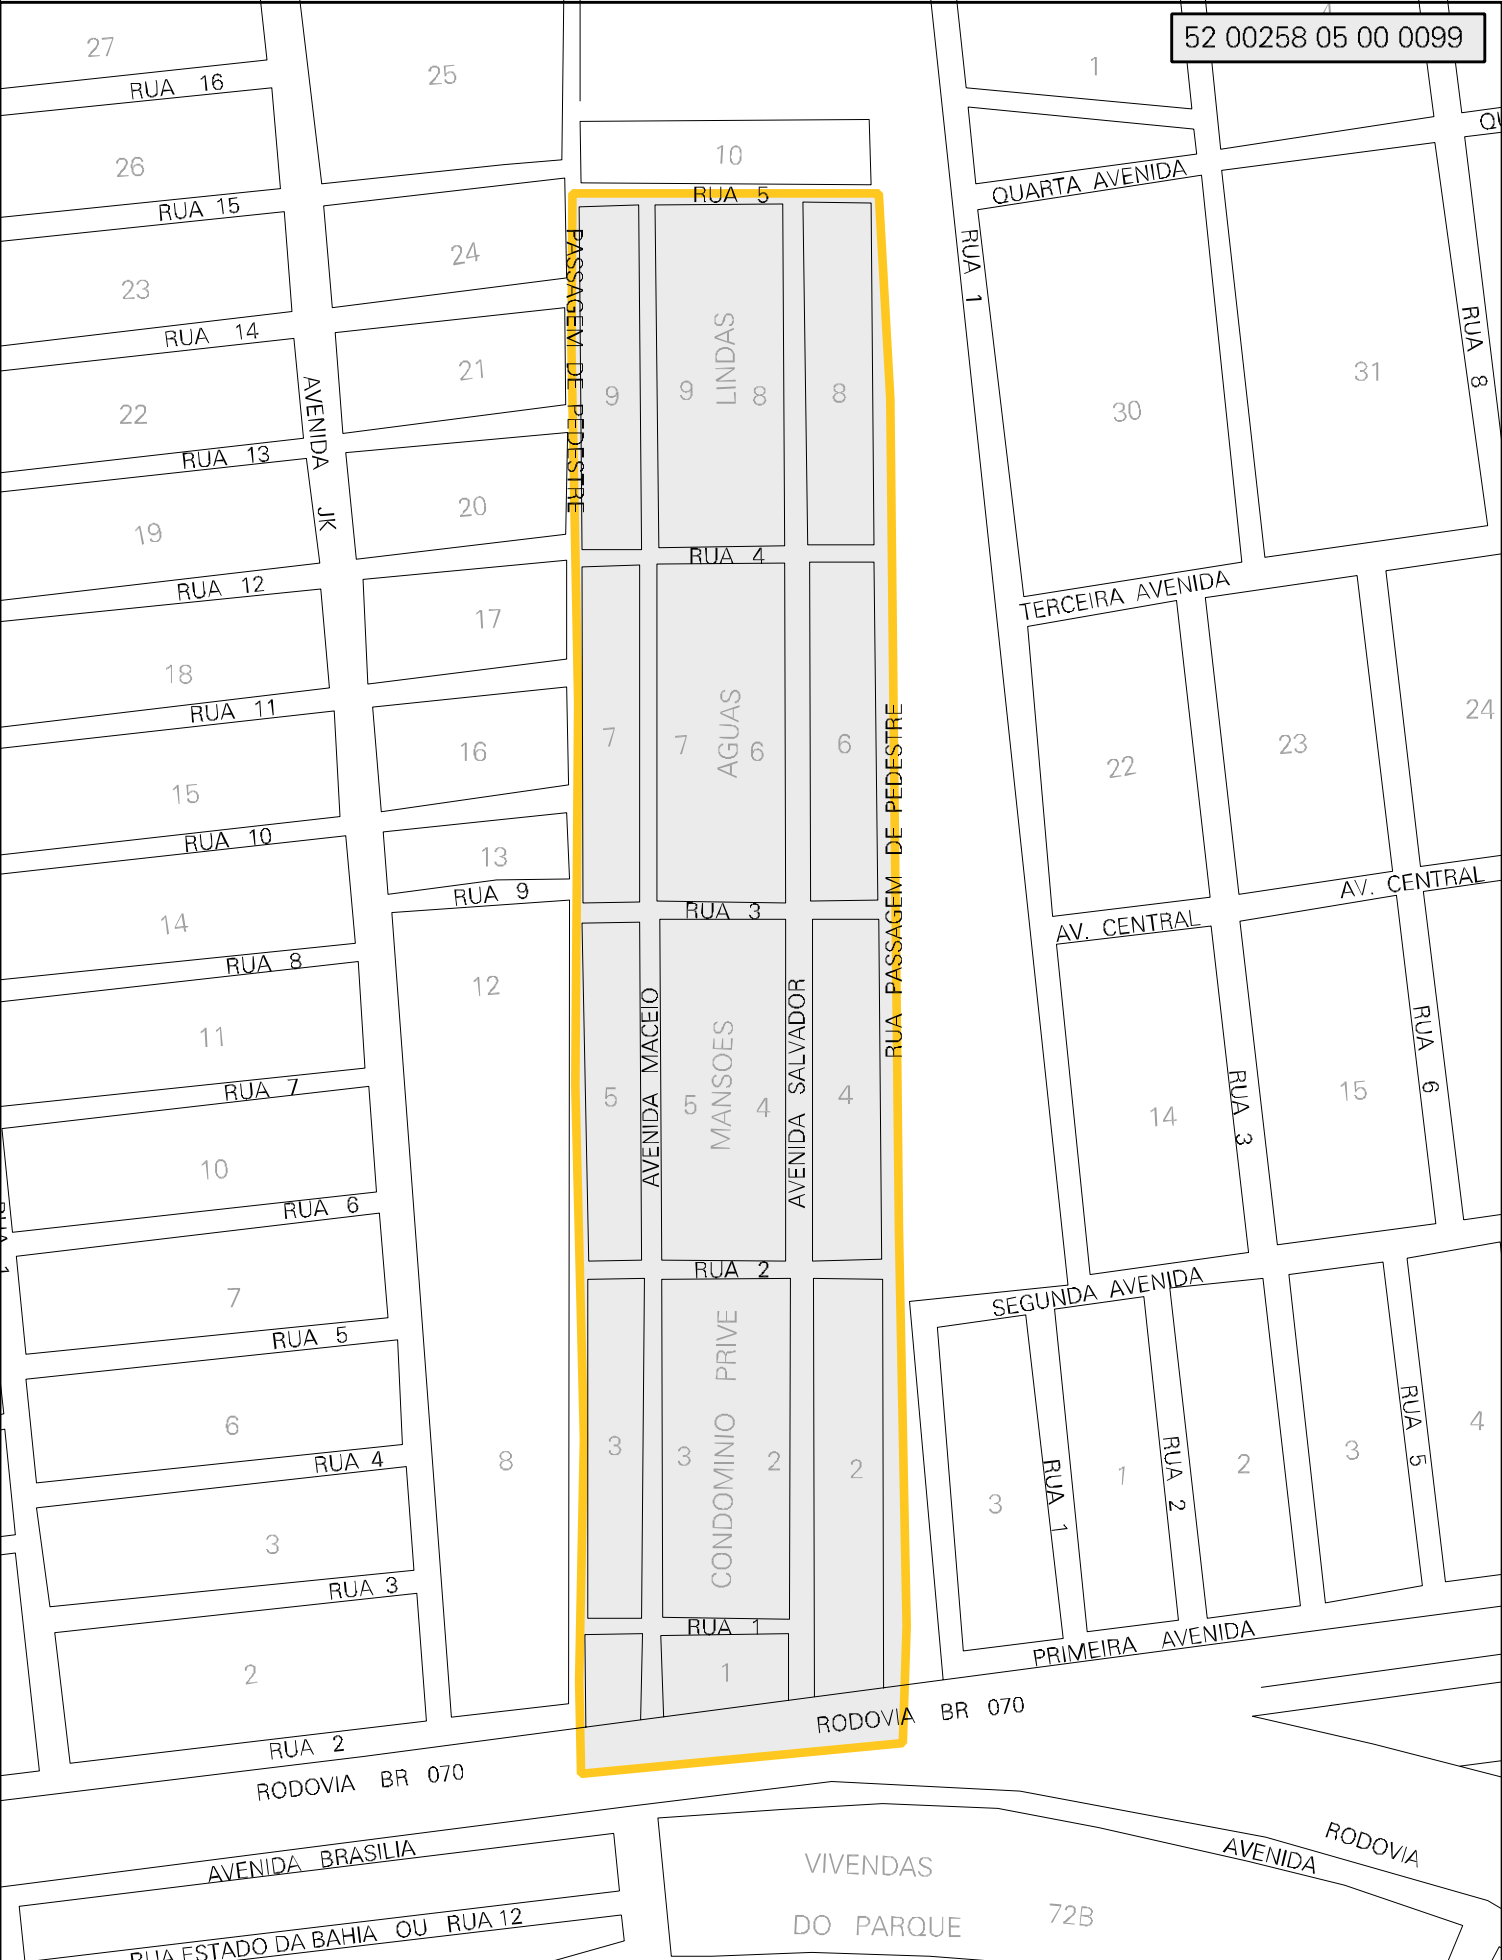 52 00258 05 00 0099
27
RUA 16
25
1
4
26
10
RUA 15
RUA 5
QUARTA AVENIDA
24
23
RUA 1
PASSAGEM DE PEDESTRE
RUA 14
21
22
AVENIDA JK
9
9
LINDAS
8
8
30
31
RUA 8
RUA 13
20
19
RUA 4
RUA 12
TERCEIRA AVENIDA
17
18
RUA 11
16
7
7
AGUAS
6
6
RUA PASSAGEM DE PEDESTRE
22
23
24
15
RUA 10
13
RUA 9
RUA 3
AV. CENTRAL
AV. CENTRAL
14
RUA 8
12
11
RUA 7
5
AVENIDA MACEIO
5
MANSOES
4
AVENIDA SALVADOR
4
14
RUA 3
15
RUA 6
10
RUA 6
RUA 2
SEGUNDA AVENIDA
7
RUA 5
6
RUA 4
8
3
3
CONDOMINIO PRIVE
2
2
3
RUA 1
1
RUA 2
2
3
RUA 5
4
3
RUA 3
RUA 1
PRIMEIRA AVENIDA
2
1
RUA 2
RODOVIA BR 070
RODOVIA BR 070
AVENIDA BRASILIA
VIVENDAS
DO PARQUE
72B
AVENIDA
RODOVIA
RUA ESTADO DA BAHIA OU RUA 12